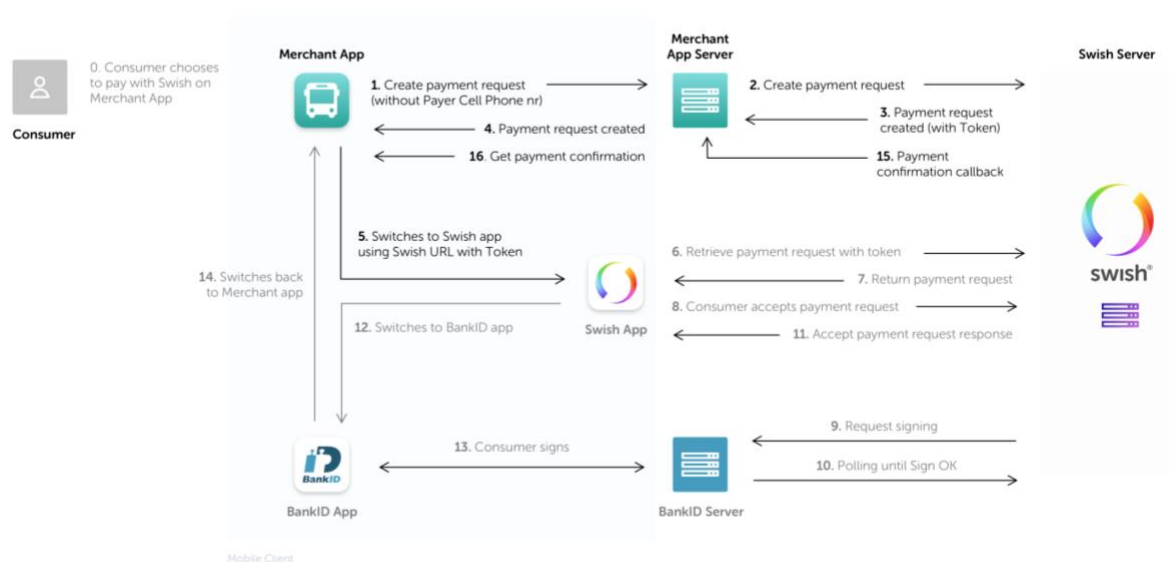 Merchant App
Merchant
App Server
Swish Server
0. Consumer chooses
to pay with Swish on
Merchant App
Consumer
1. Create payment request
(without Payer Cell Phone nr)
2. Create payment request
3. Payment request
created (with Token)
4. Payment request created
16. Get payment confirmation
15. Payment
confirmation callback
5. Switches to Swish app
using Swish URL with Token
6. Retrieve payment request with token
7. Return payment request
8. Consumer accepts payment request
11. Accept payment request response
swish®
14. Switches back
to Merchant app
12. Switches to BankID app
Swish App
9. Request signing
13. Consumer signs
10. Polling until Sign OK
BankID
BankID App
BankID Server
Mobile Client